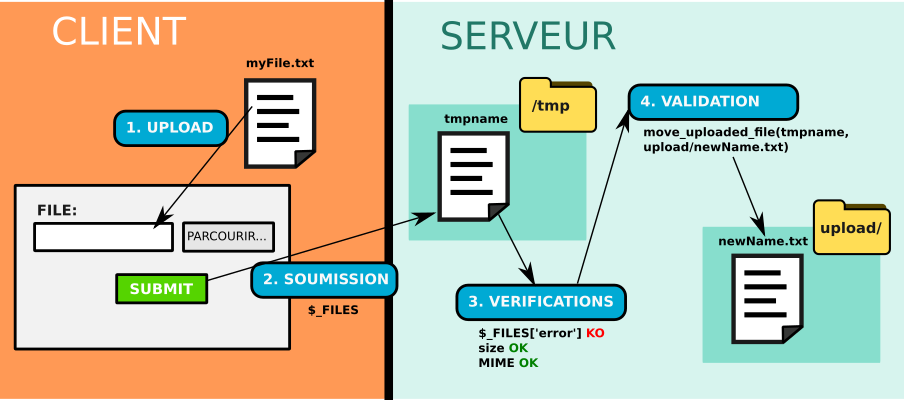 CLIENT
myFile.txt
1. UPLOAD
FILE:
PARCOURIR...
SUBMIT
2. SOUMISSION
$_FILES
SERVEUR
/tmp
tmpname
3. VERIFICATIONS
$_FILES['error'] KO
size OK
MIME OK
4. VALIDATION
move_uploaded_file(tmpname,
upload/newName.txt)
upload/
newName.txt